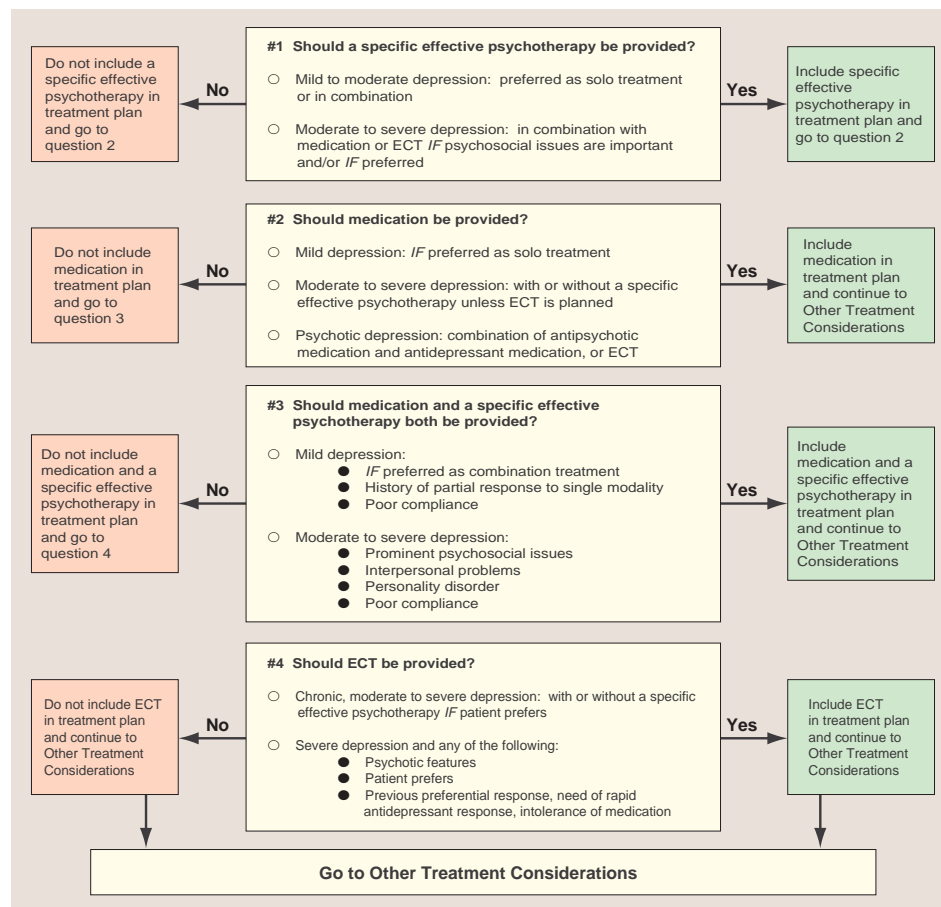 #1 Should a specific effective psychotherapy be provided?
Do not include a
specific effective
psychotherapy in
treatment plan
and go to
question 2
No
○ Mild to moderate depression: preferred as solo treatment
or in combination
○ Moderate to severe depression: in combination with
medication or ECT IF psychosocial issues are important
and/or IF preferred
Yes
Include specific
effective
psychotherapy in
treatment plan and
go to question 2
#2 Should medication be provided?
Do not include
medication in
treatment plan
and go to
question 3
No
○ Mild depression: IF preferred as solo treatment
○ Moderate to severe depression: with or without a specific
effective psychotherapy unless ECT is planned
○ Psychotic depression: combination of antipsychotic
medication and antidepressant medication, or ECT
Yes
Include
medication in
treatment plan
and continue to
Other Treatment
Considerations
#3 Should medication and a specific effective
psychotherapy both be provided?
Do not include
medication and a
specific effective
psychotherapy in
treatment plan
and go to
question 4
No
○ Mild depression:
● IF preferred as combination treatment
● History of partial response to single modality
● Poor compliance
○ Moderate to severe depression:
● Prominent psychosocial issues
● Interpersonal problems
● Personality disorder
● Poor compliance
Yes
Include
medication and a
specific effective
psychotherapy in
treatment plan
and continue to
Other Treatment
Considerations
#4 Should ECT be provided?
Do not include ECT
in treatment plan
and continue to
Other Treatment
Considerations
No
○ Chronic, moderate to severe depression: with or without a specific
effective psychotherapy IF patient prefers
○ Severe depression and any of the following:
● Psychotic features
● Patient prefers
● Previous preferential response, need of rapid
antidepressant response, intolerance of medication
Yes
Include ECT
in treatment plan
and continue to
Other Treatment
Considerations
Go to Other Treatment Considerations